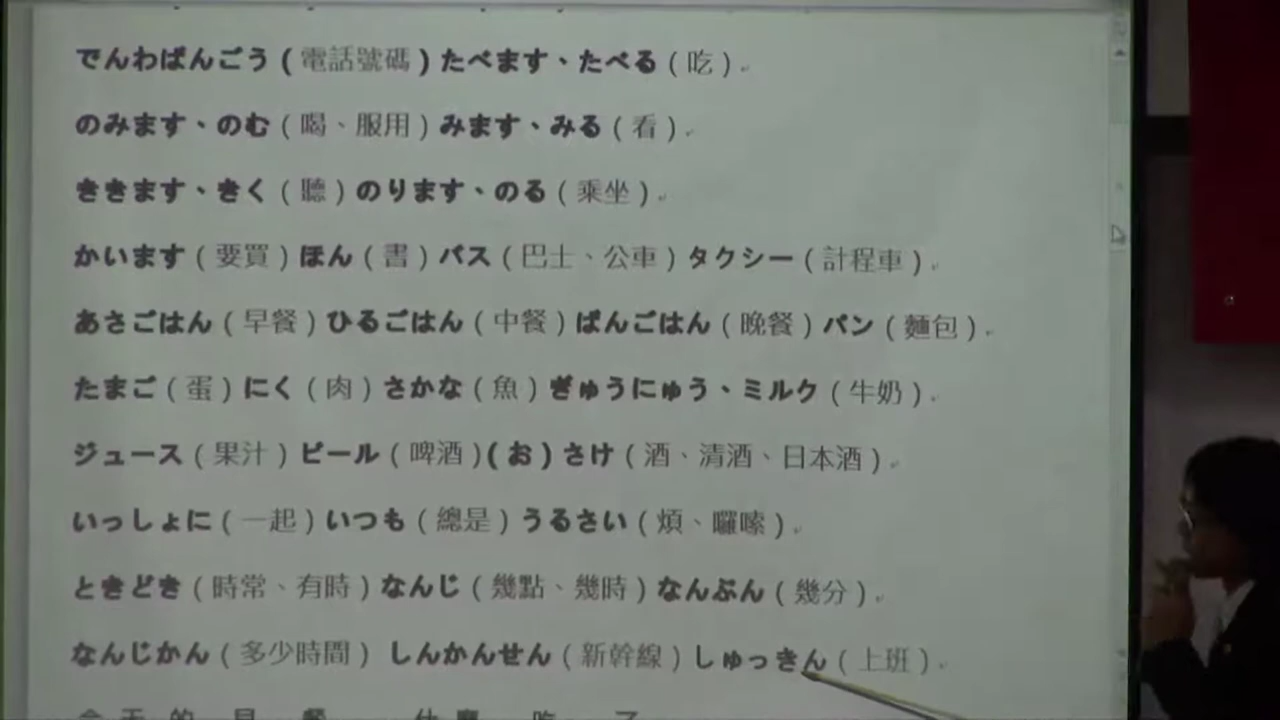 でんわばんごう(電話號碼)たべます、たべる(吃)
のみます、のむ(喝、服用)みます、みる(看)
ききます、きく(聽)のります、のる(乘坐)
かいます(要買)ほん(書)バス(巴士、公車)タクシー(計程車)
あさごはん(早餐)ひるごはん(中餐)ばんごはん(晚餐)パン(麵包)
たまご(蛋)にく(肉)さかな(魚)ぎゅうにゅう、ミルク(牛奶)
ジュース(果汁)ビール(啤酒)(お)さけ(酒、清酒、日本酒)
いっしょに(一起)いつも(總是)うるさい(煩、囉嗦)
ときどき(時常、有時)なんじ(幾點、幾時)なんぷん(幾分)
なんじかん(多少時間) しんかんせん(新幹線)しゅっきん(上班)